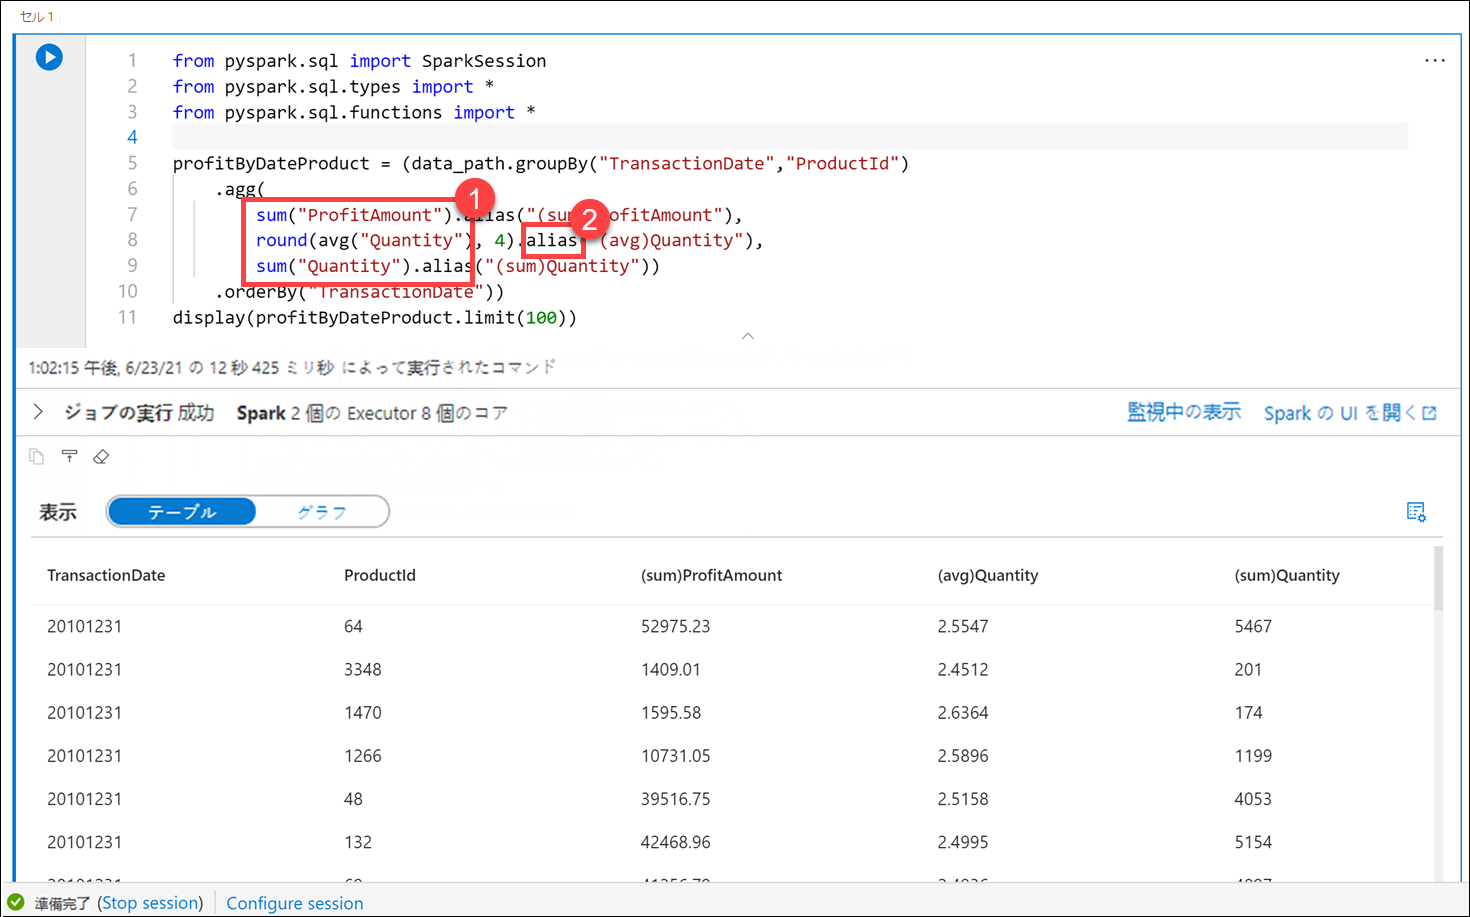 セル 1
1 from pyspark.sql import SparkSession
2 from pyspark.sql.types import *
3 from pyspark.sql.functions import *
4
5 profitByDateProduct = (data_path.groupBy("TransactionDate","ProductId")
6 .agg(
7 sum("ProfitAmount").alias("(sum ofitAmount"),
1
8 round(avg("Quantity"), 4).alias (avg)Quantity"),
2
9 sum("Quantity").alias("(sum)Quantity"))
10 .orderBy("TransactionDate"))
11 display(profitByDateProduct.limit(100))
1:02:15 午後, 6/23/21 の 12 秒 425 ミリ秒 によって実行されたコマンド
ジョブの実行 成功 Spark 2 個の Executor 8 個のコア 監視中の表示 Spark の UI を開く
表示 テーブル グラフ
TransactionDate ProductId (sum)ProfitAmount (avg)Quantity (sum)Quantity
20101231 64 52975.23 2.5547 5467
20101231 3348 1409.01 2.4512 201
20101231 1470 1595.58 2.6364 174
20101231 1266 10731.05 2.5896 1199
20101231 48 39516.75 2.5158 4053
20101231 132 42468.96 2.4995 5154
準備完了 (Stop session) Configure session